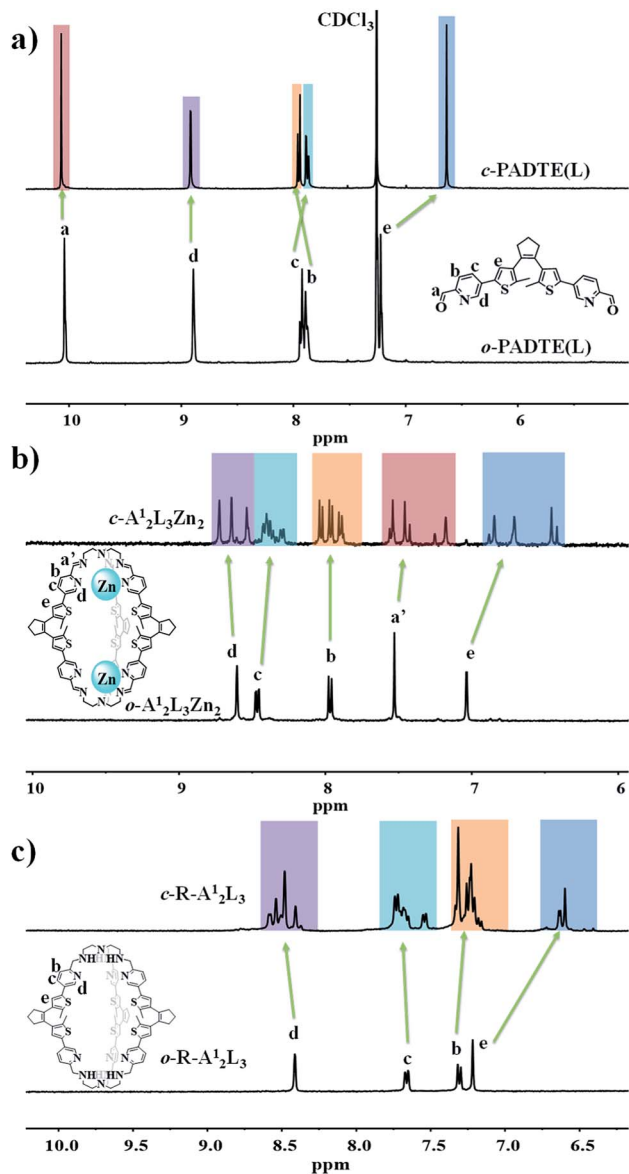 a)
CDCl3
c-PADTE(L)
a
d
c
b
e
b
c
e
a
d
H
O
N
S
S
N
O
o-PADTE(L)
10
9
8
7
6
ppm
b)
c-A¹2L3Zn2
a'
b
c
d
e
N
N
N
N
Zn
N
S
S
S
S
Zn
N
N
N
N
N
o-A¹2L3Zn2
d
c
b
a'
e
10
9
8
7
6
ppm
c)
c-R-A¹2L3
b
c
d
e
NH
N
HN
N
N
S
S
S
S
N
N
NH
N
HN
o-R-A¹2L3
d
c
b
e
10.0
9.5
9.0
8.5
8.0
7.5
7.0
6.5
ppm